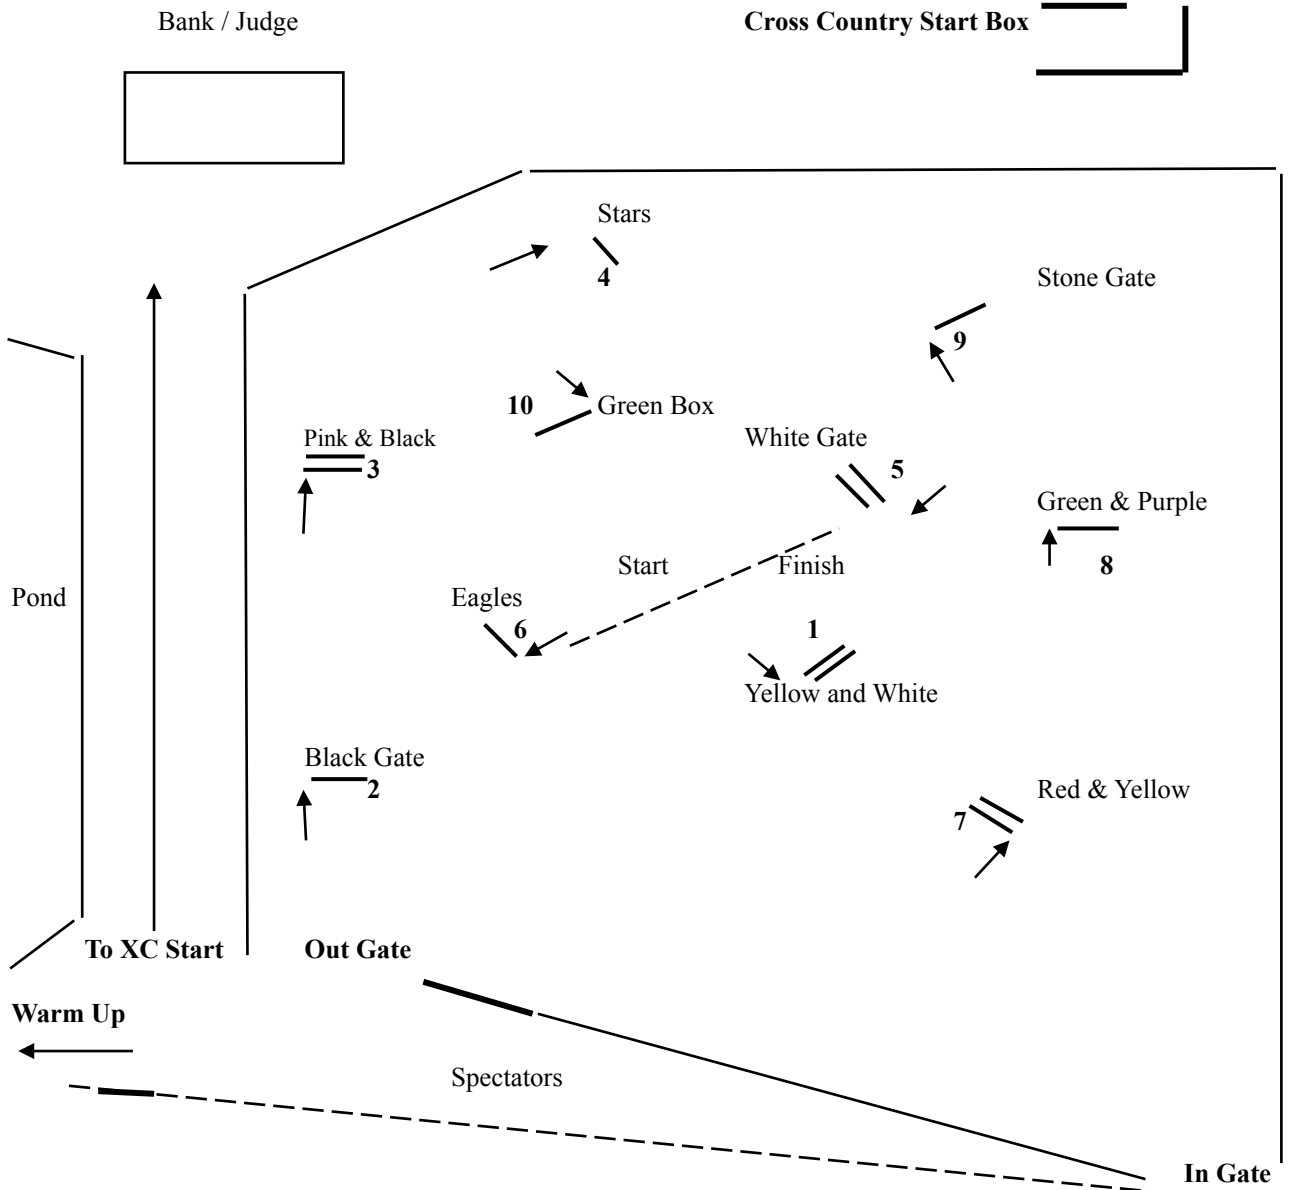 Bank / Judge
Cross Country Start Box
Stars
4
Stone Gate
9
10
Green Box
Pink & Black
3
White Gate
5
Green & Purple
8
Start
Finish
Pond
Eagles
6
1
Yellow and White
Black Gate
2
Red & Yellow
7
To XC Start
Out Gate
Warm Up
Spectators
In Gate